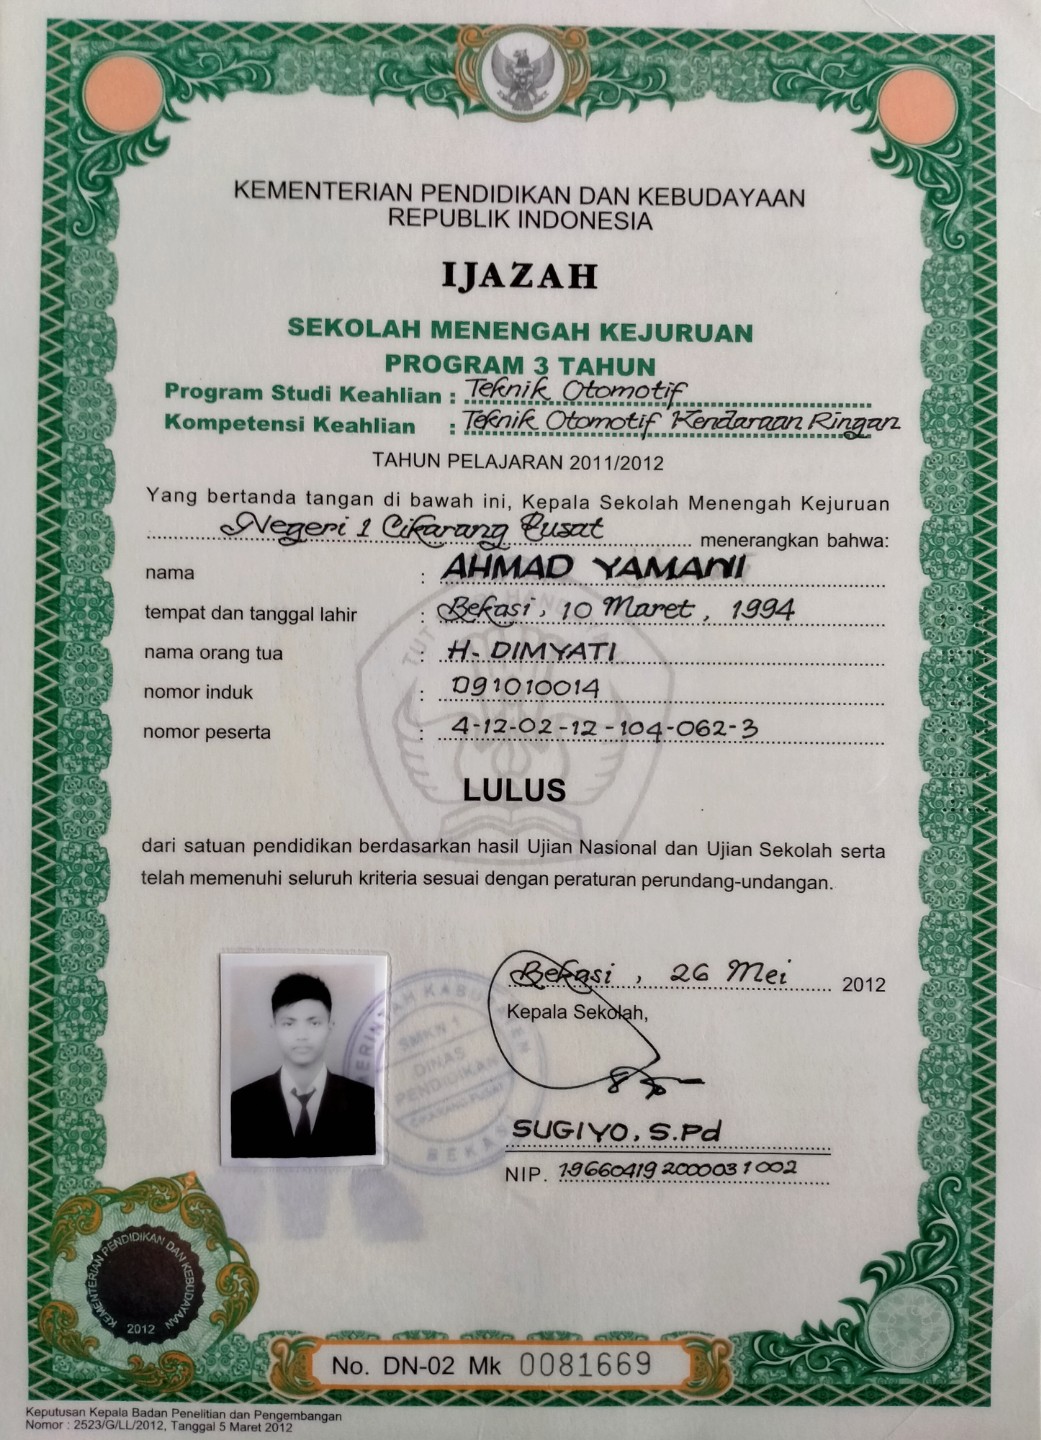 KEMENTERIAN PENDIDIKAN DAN KEBUDAYAAN
REPUBLIK INDONESIA
IJAZAH
SEKOLAH MENENGAH KEJURUAN
PROGRAM 3 TAHUN
Program Studi Keahlian : Teknik Otomotif
Kompetensi Keahlian : Teknik Otomotif Kendaraan Ringan
TAHUN PELAJARAN 2011/2012
Yang bertanda tangan di bawah ini, Kepala Sekolah Menengah Kejuruan
Negeri 1 Cikarang Pusat menerangkan bahwa:
nama : AHMAD YAMANI
tempat dan tanggal lahir : Bekasi, 10 Maret, 1994
nama orang tua : H. DIMYATI
nomor induk : 091010014
nomor peserta : 4-12-02-12-104-062-3
LULUS
dari satuan pendidikan berdasarkan hasil Ujian Nasional dan Ujian Sekolah serta
telah memenuhi seluruh kriteria sesuai dengan peraturan perundang-undangan.
Bekasi, 26 Mei 2012
Kepala Sekolah,
SMKN 1
DINAS
PENDIDIKAN
CIKARANG PUSAT
BEKASI
SUGIYO, S.Pd
NIP. 19660419 200003 1 002
KEMENTERIAN PENDIDIKAN DAN KEBUDAYAAN
2012
No. DN-02 Mk 0081669
Keputusan Kepala Badan Penelitian dan Pengembangan
Nomor : 2523/G/LL/2012, Tanggal 5 Maret 2012